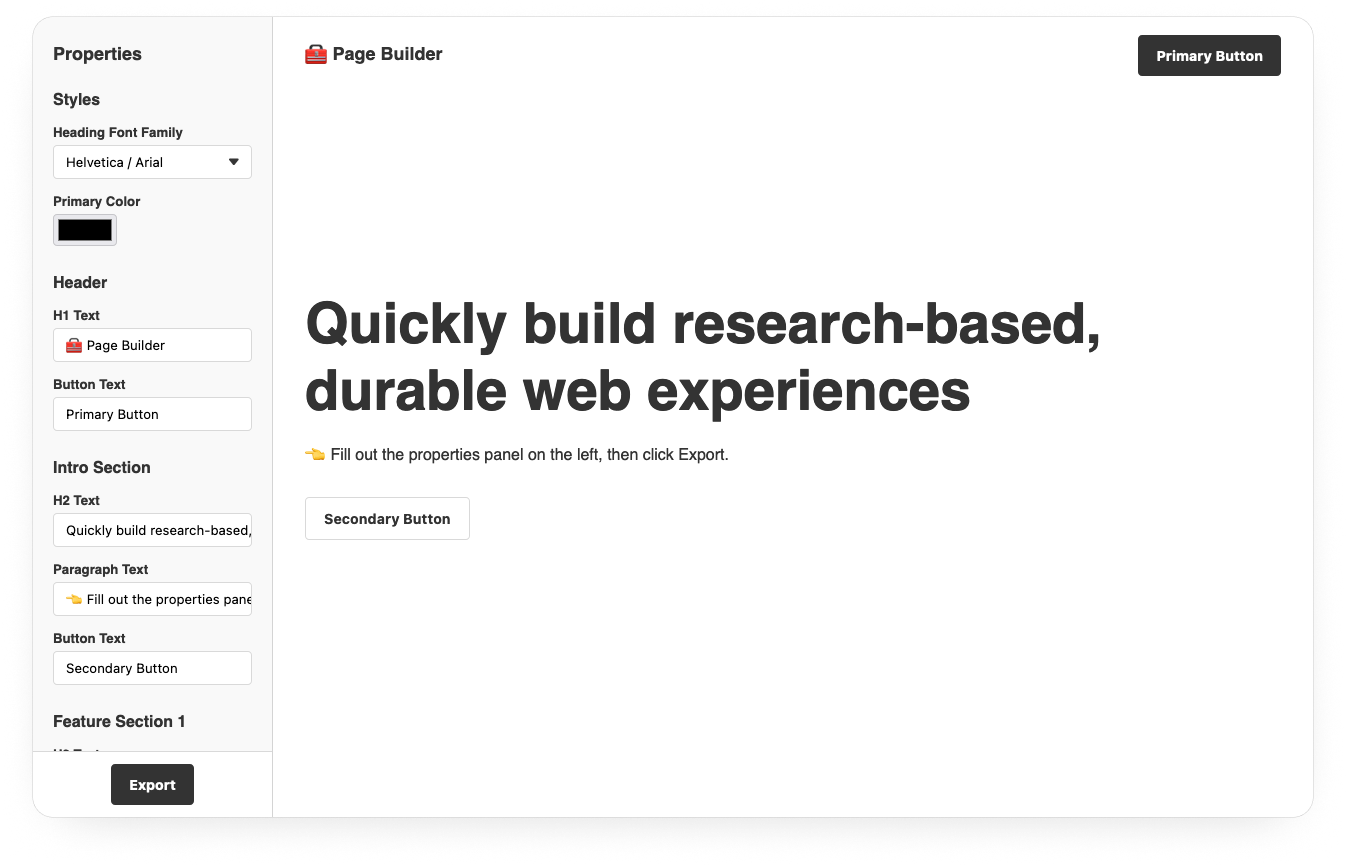 Properties
Styles
Heading Font Family
Helvetica / Arial
Primary Color
Header
H1 Text
🧰 Page Builder
Button Text
Primary Button
Intro Section
H2 Text
Quickly build research-based,
Paragraph Text
👈 Fill out the properties pane
Button Text
Secondary Button
Feature Section 1
Export
🧰 Page Builder
Primary Button
Quickly build research-based,
durable web experiences
👈 Fill out the properties panel on the left, then click Export.
Secondary Button